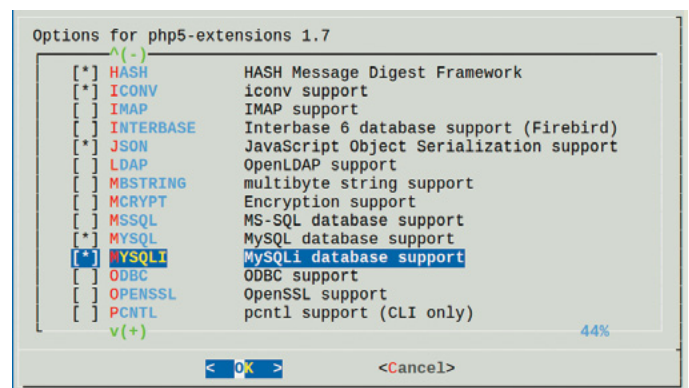 Options for php5-extensions 1.7
^(-)
[*] HASH HASH Message Digest Framework
[*] ICONV iconv support
[ ] IMAP IMAP support
[ ] INTERBASE Interbase 6 database support (Firebird)
[*] JSON JavaScript Object Serialization support
[ ] LDAP OpenLDAP support
[ ] MBSTRING multibyte string support
[ ] MCRYPT Encryption support
[ ] MSSQL MS-SQL database support
[*] MYSQL MySQL database support
[*] MYSQLI MySQLi database support
[ ] ODBC ODBC support
[ ] OPENSSL OpenSSL support
[ ] PCNTL pcntl support (CLI only)
v(+) 44%
< OK > <Cancel>